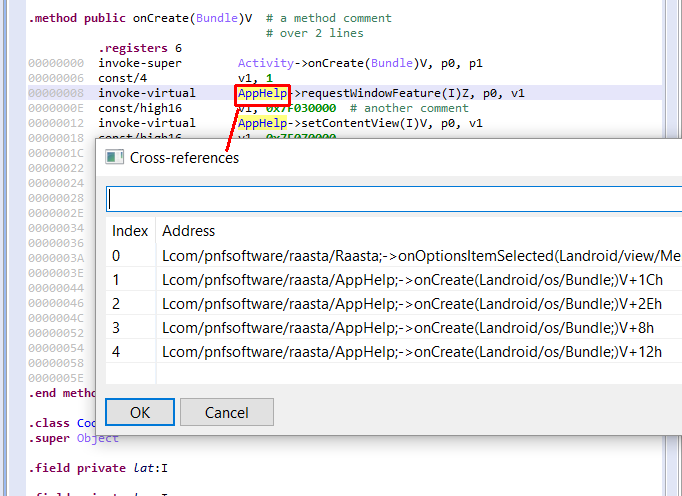 .method public onCreate(Bundle)V # a method comment
# over 2 lines
.registers 6
00000000 invoke-super Activity->onCreate(Bundle)V, p0, p1
00000006 const/4 v1, 1
00000008 invoke-virtual AppHelp->requestWindowFeature(I)Z, p0, v1
0000000E const/high16 v1, 0x7F030000 # another comment
00000012 invoke-virtual AppHelp->setContentView(I)V, p0, v1
00000018 const/high16 v1, 0x7F070000
0000001C
00000022
00000024
00000028
0000002E
00000034
00000036
0000003A
0000003E
00000044
00000046
0000004C
00000052
00000054
00000058
0000005E
Cross-references
Index Address
0 Lcom/pnfsoftware/raasta/Raasta;->onOptionsItemSelected(Landroid/view/Me
1 Lcom/pnfsoftware/raasta/AppHelp;->onCreate(Landroid/os/Bundle;)V+1Ch
2 Lcom/pnfsoftware/raasta/AppHelp;->onCreate(Landroid/os/Bundle;)V+2Eh
3 Lcom/pnfsoftware/raasta/AppHelp;->onCreate(Landroid/os/Bundle;)V+8h
4 Lcom/pnfsoftware/raasta/AppHelp;->onCreate(Landroid/os/Bundle;)V+12h
OK Cancel
.end metho
.class Co
.super Object
.field private lat:I